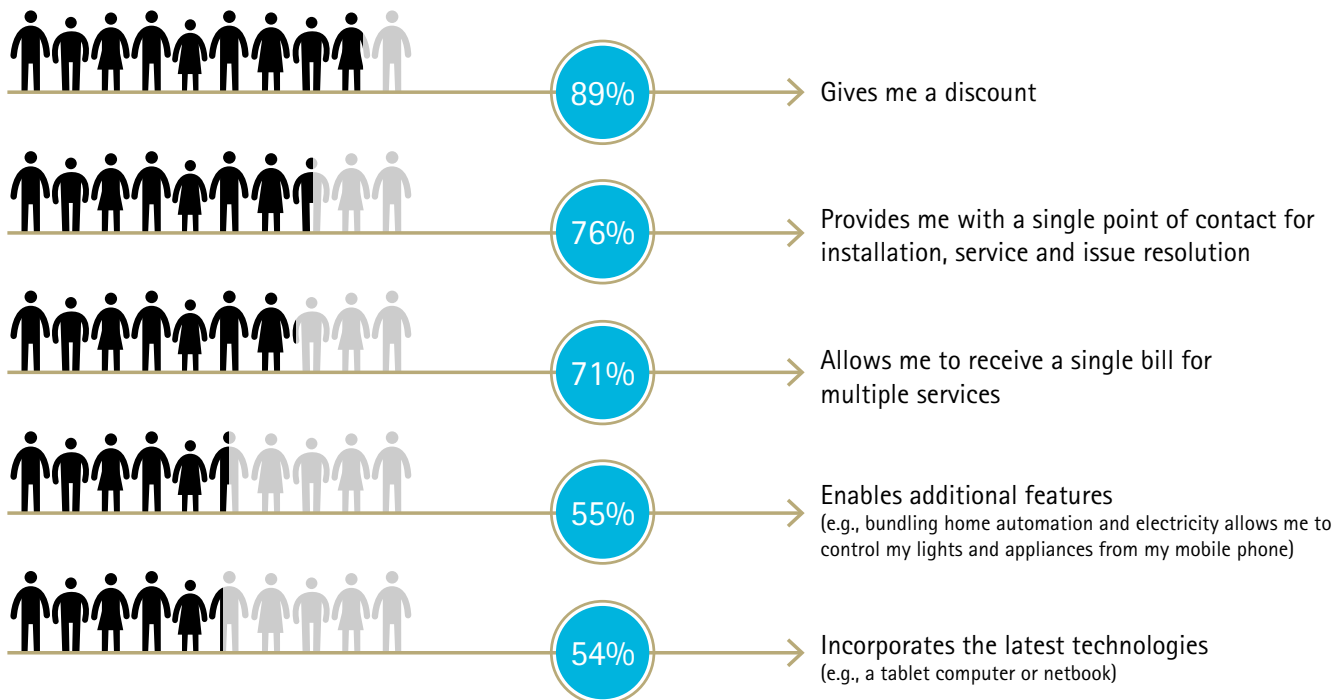 89%
Gives me a discount
76%
Provides me with a single point of contact for
installation, service and issue resolution
71%
Allows me to receive a single bill for
multiple services
55%
Enables additional features
(e.g., bundling home automation and electricity allows me to
control my lights and appliances from my mobile phone)
54%
Incorporates the latest technologies
(e.g., a tablet computer or netbook)